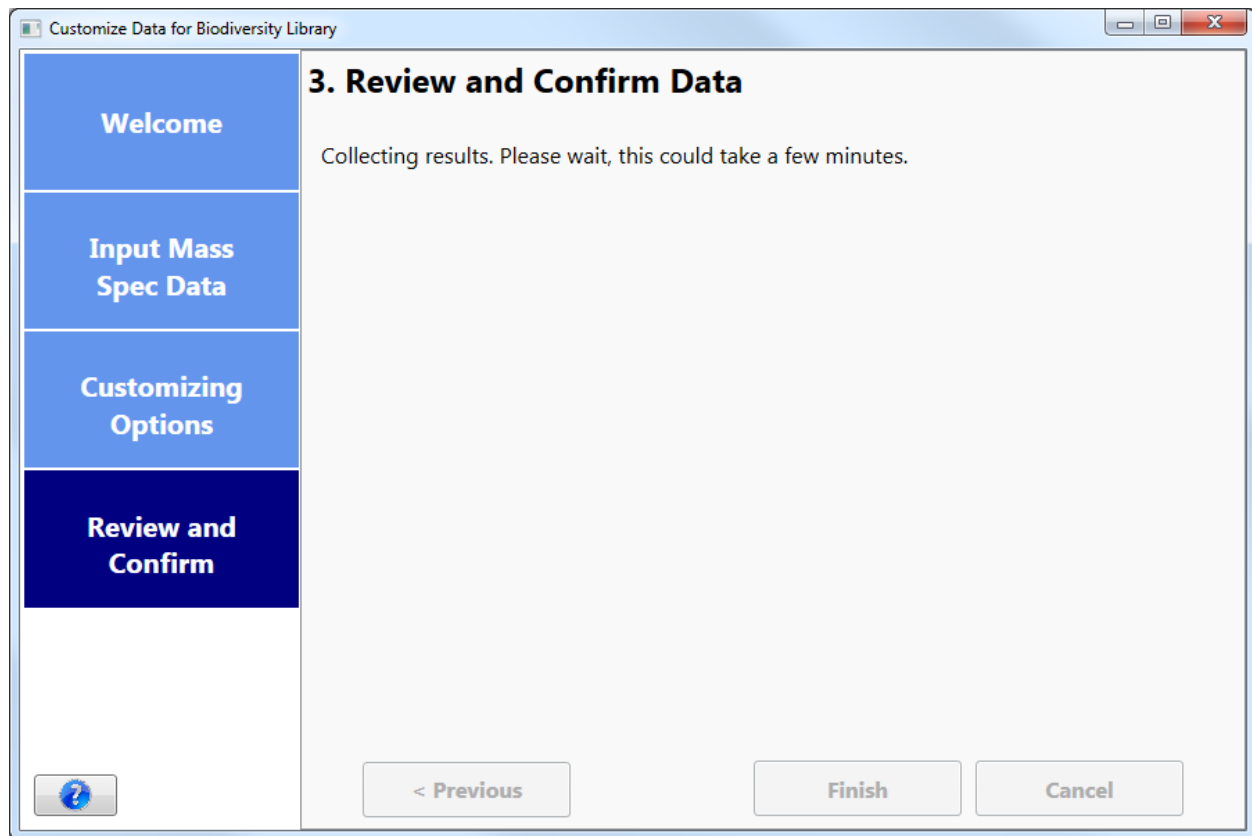 Customize Data for Biodiversity Library
Welcome
Input Mass
Spec Data
Customizing
Options
Review and
Confirm
3. Review and Confirm Data
Collecting results. Please wait, this could take a few minutes.
?
< Previous
Finish
Cancel